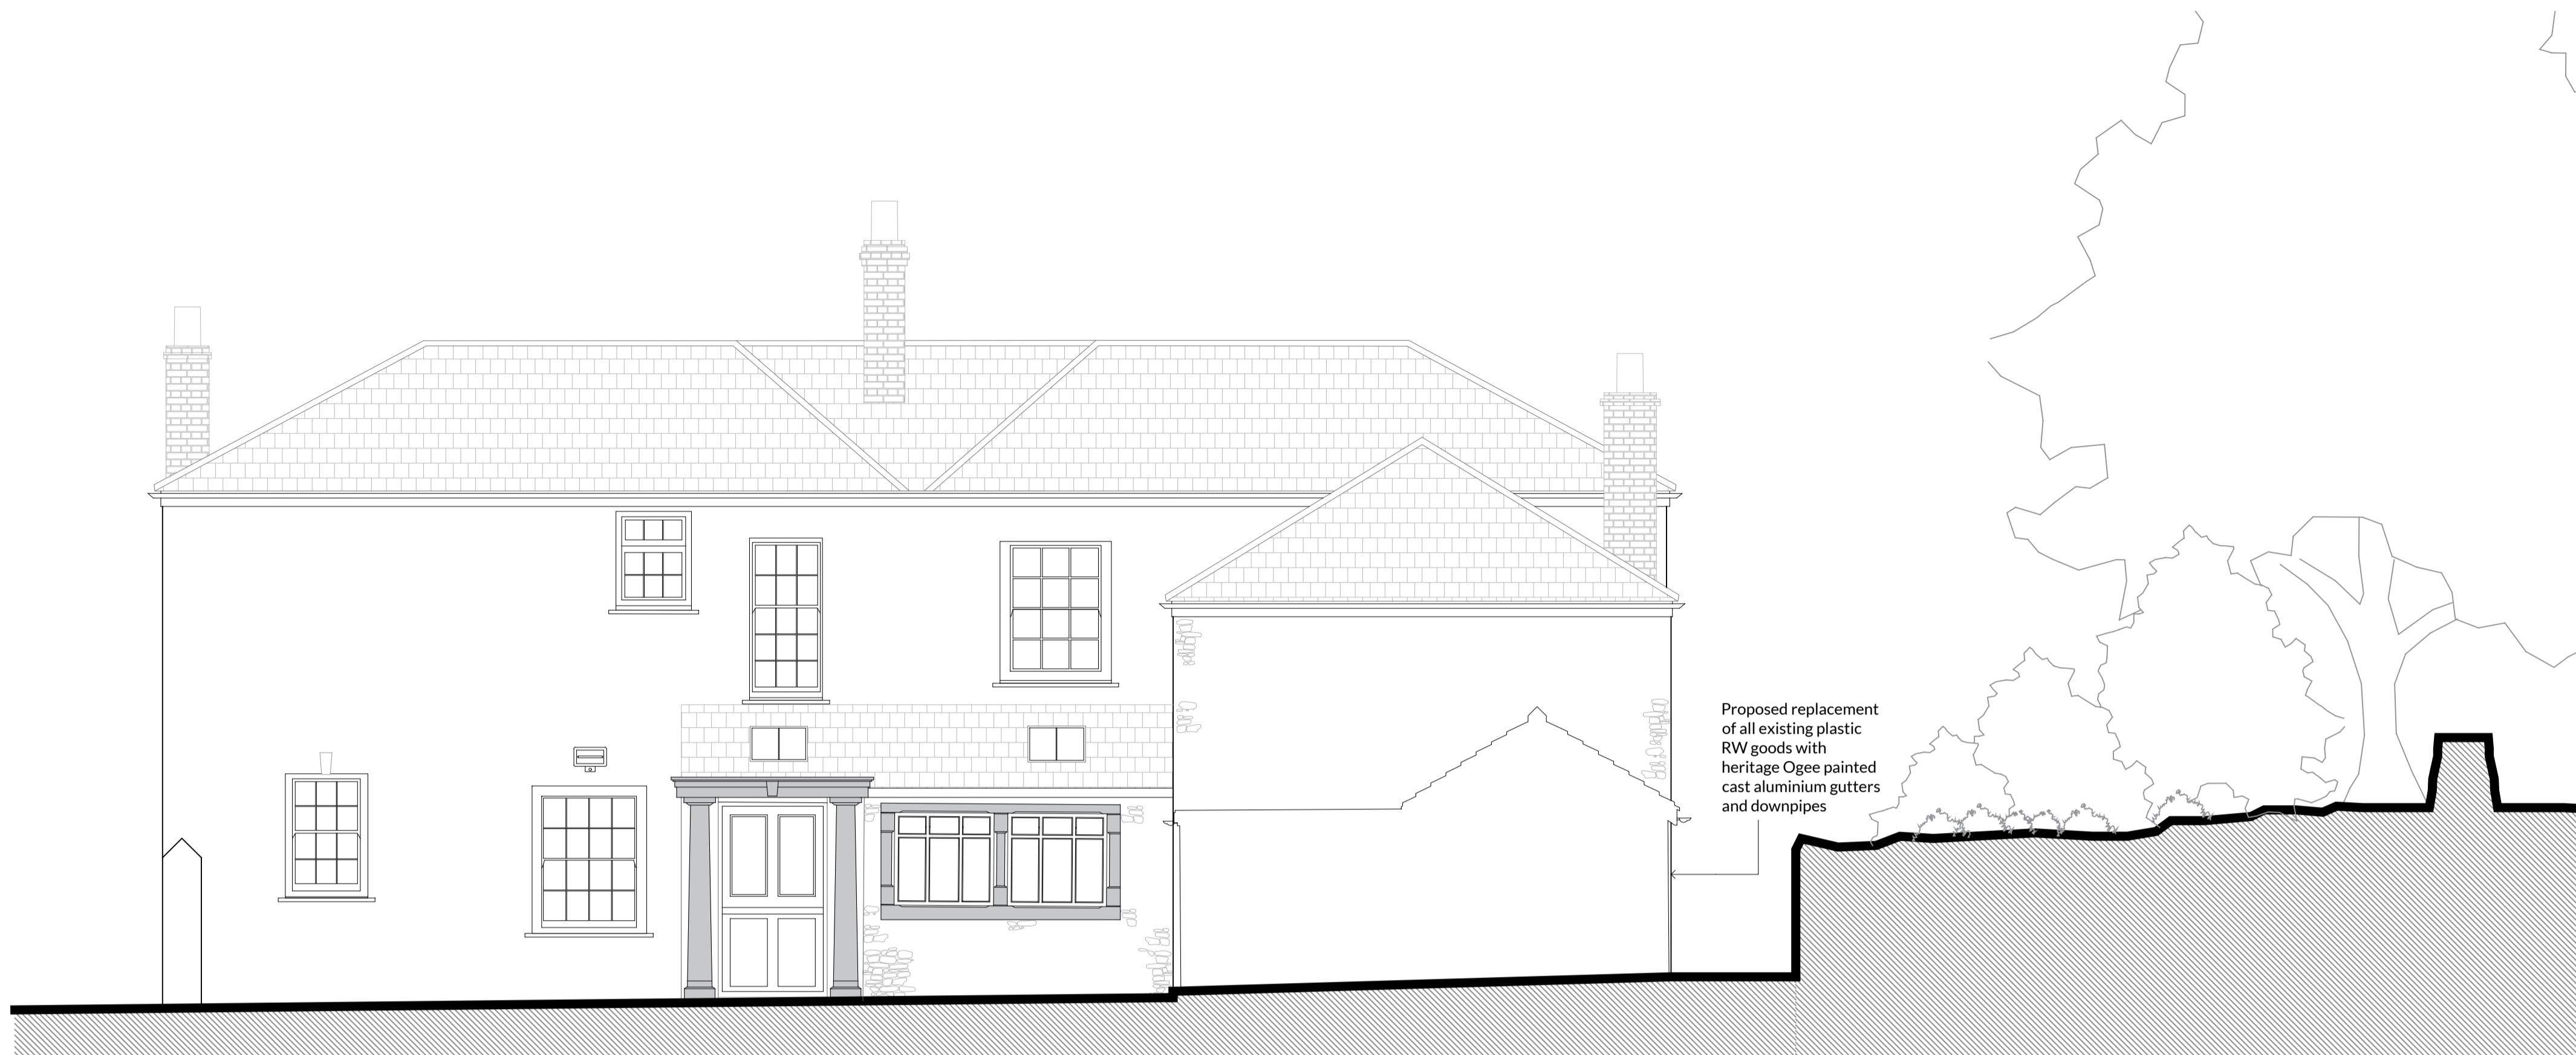 Proposed replacement
of all existing plastic
RW goods with
heritage Ogee painted
cast aluminium gutters
and downpipes